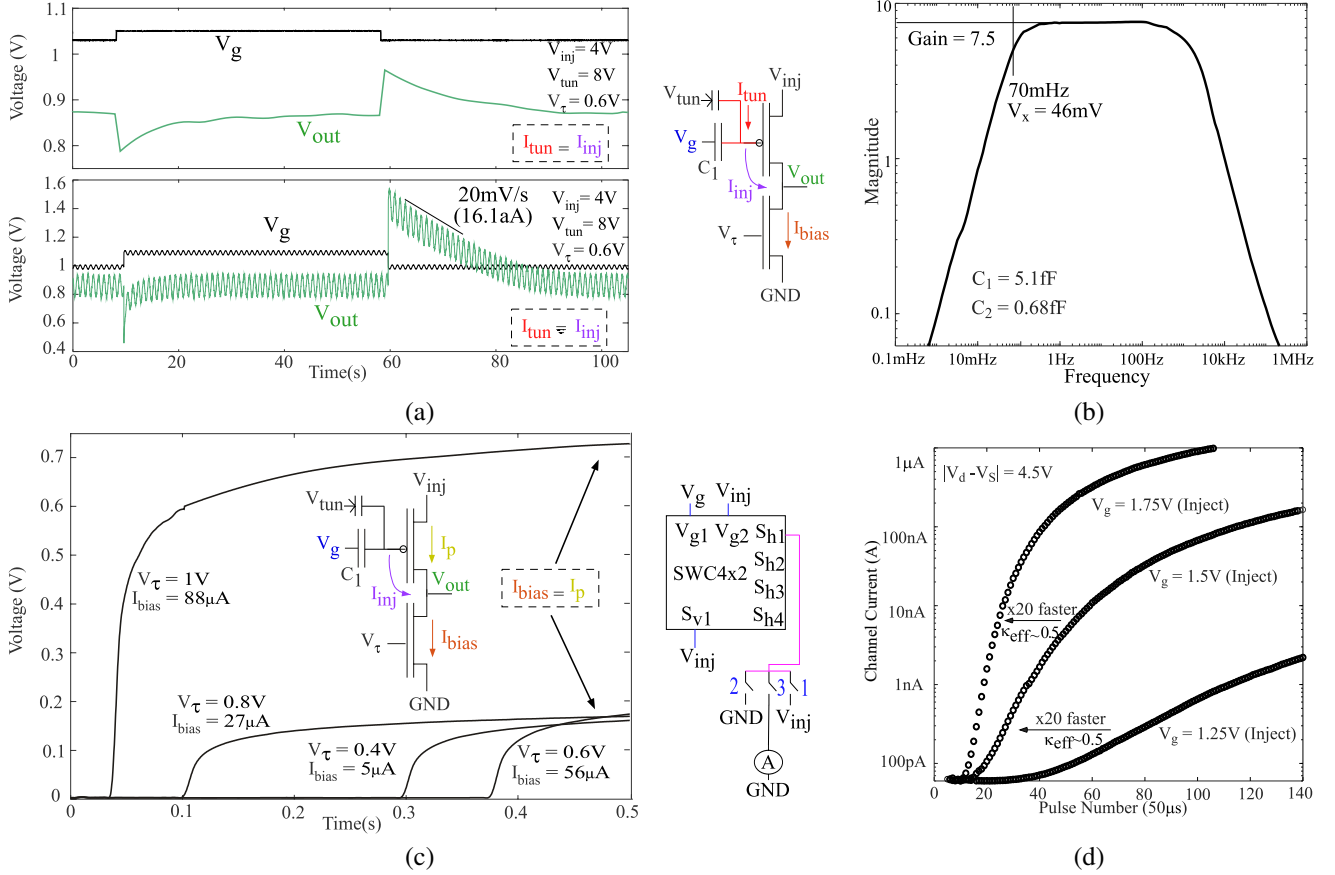 1.1
1
0.9
0.8
Voltage (V)
V_g
V_out
V_inj = 4V
V_tun = 8V
V_τ = 0.6V
I_tun = I_inj
1.6
1.4
1.2
1
0.8
0.6
0.4
Voltage (V)
V_g
V_out
20mV/s
(16.1aA)
V_inj = 4V
V_tun = 8V
V_τ = 0.6V
I_tun = I_inj
0 20 40 60 80 100
Time(s)
(a)
V_inj
I_tun
V_tun
V_g
C_1
I_inj
V_out
V_τ
I_bias
GND
10
1
0.1
Magnitude
Gain = 7.5
70mHz
V_x = 46mV
C_1 = 5.1fF
C_2 = 0.68fF
0.1mHz 10mHz 1Hz 100Hz 10kHz 1MHz
Frequency
(b)
0.7
0.6
0.5
0.4
0.3
0.2
0.1
0
Voltage (V)
V_inj
V_tun
V_g
C_1
I_p
I_inj
V_out
V_τ
I_bias
GND
I_bias = I_p
V_τ = 1V
I_bias = 88µA
V_τ = 0.8V
I_bias = 27µA
V_τ = 0.4V
I_bias = 5µA
V_τ = 0.6V
I_bias = 56µA
0 0.1 0.2 0.3 0.4 0.5
Time(s)
(c)
V_g V_inj
V_g1 V_g2 S_h1
S_h2
SWC4x2
S_h3
S_v1 S_h4
V_inj
2 3 1
GND V_inj
A
GND
1µA
100nA
10nA
1nA
100pA
Channel Current (A)
|V_d -V_S| = 4.5V
V_g = 1.75V (Inject)
V_g = 1.5V (Inject)
x20 faster
κ_eff~0.5
x20 faster
κ_eff~0.5
V_g = 1.25V (Inject)
0 20 40 60 80 100 120 140
Pulse Number (50µs)
(d)